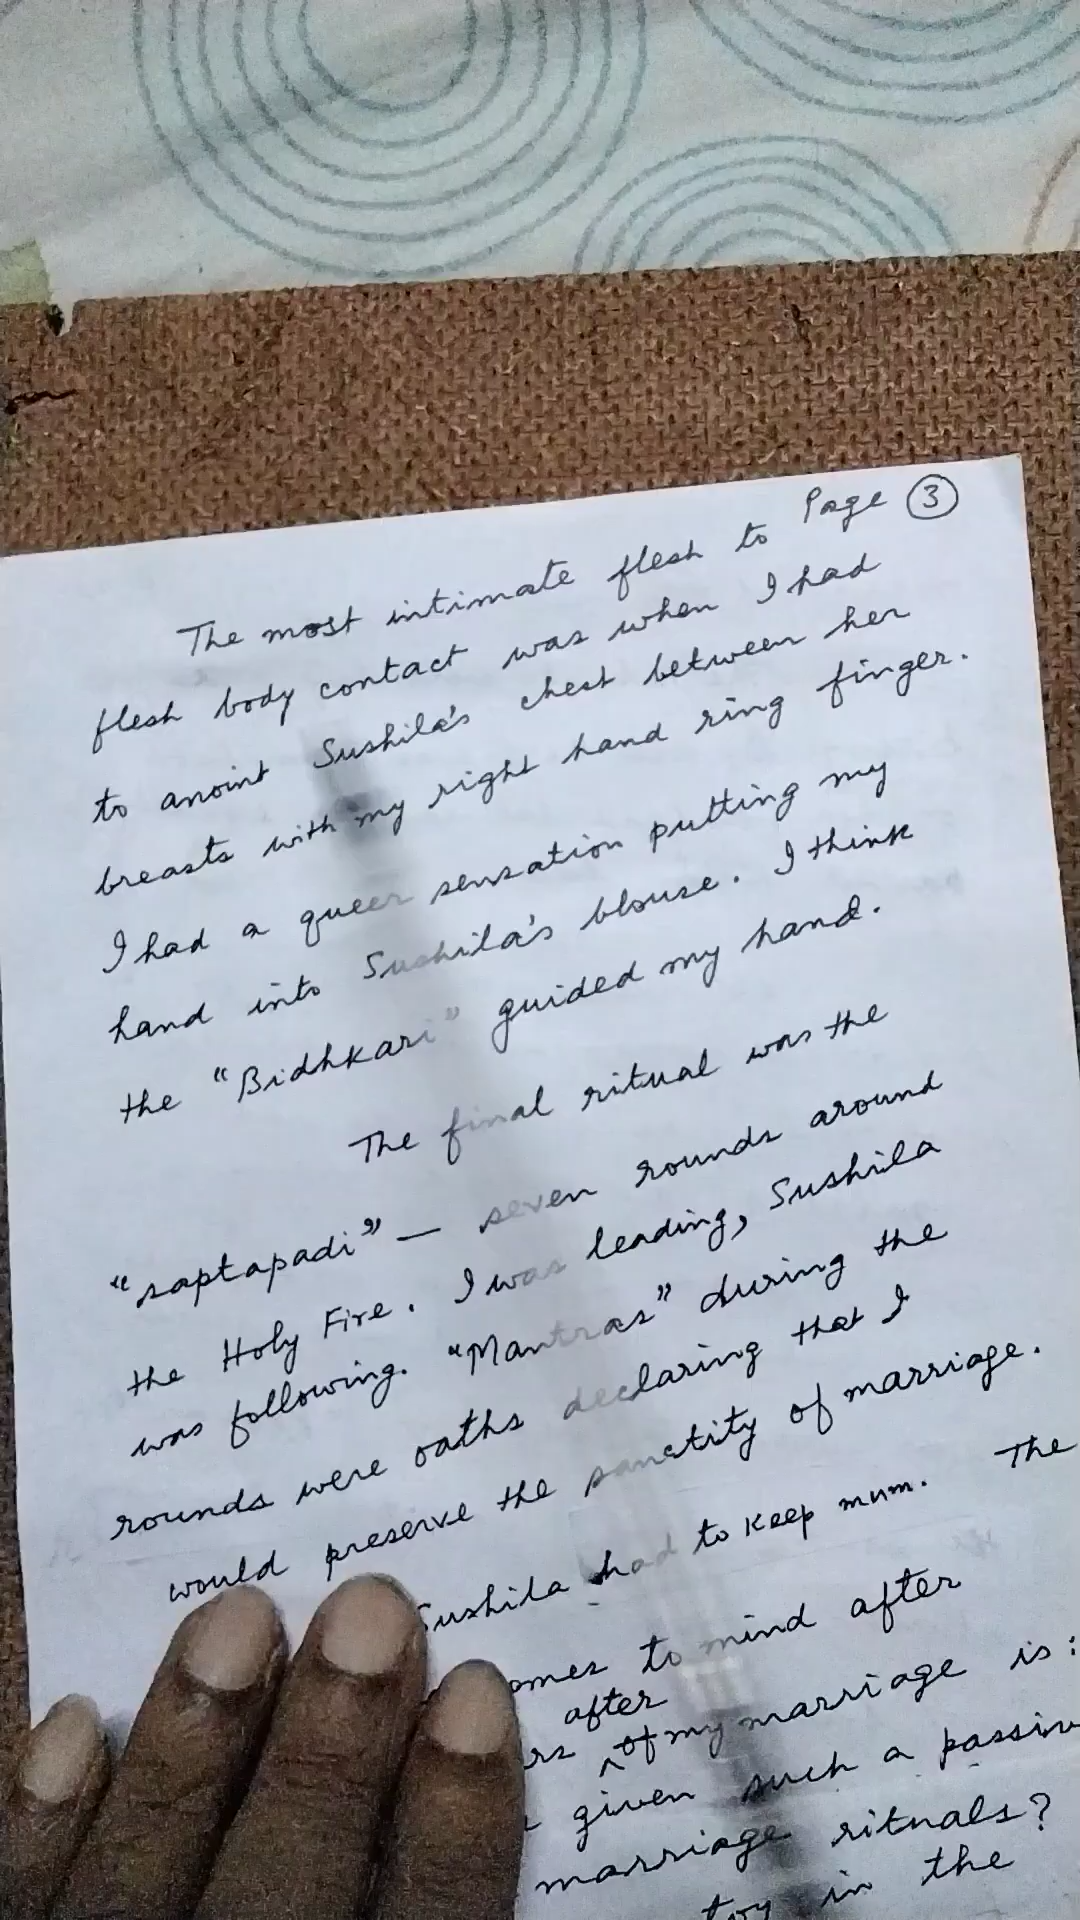 Page 3
The most intimate flesh to
flesh body contact was when I had
to anoint Sushila's chest between her
breasts with my right hand ring finger.
I had a queer sensation putting my
hand into Sushila's blouse. I think
the "Bidhkari" guided my hand.
The final ritual was the
"saptapadi" — seven rounds around
the Holy Fire. I was leading, Sushila
was following. "Mantras" during the
rounds were oaths declaring that I
would preserve the sanctity of marriage.
Sushila had to keep mum. The
to mind after
after
of my marriage is:
given such a
marriage rituals?
in the